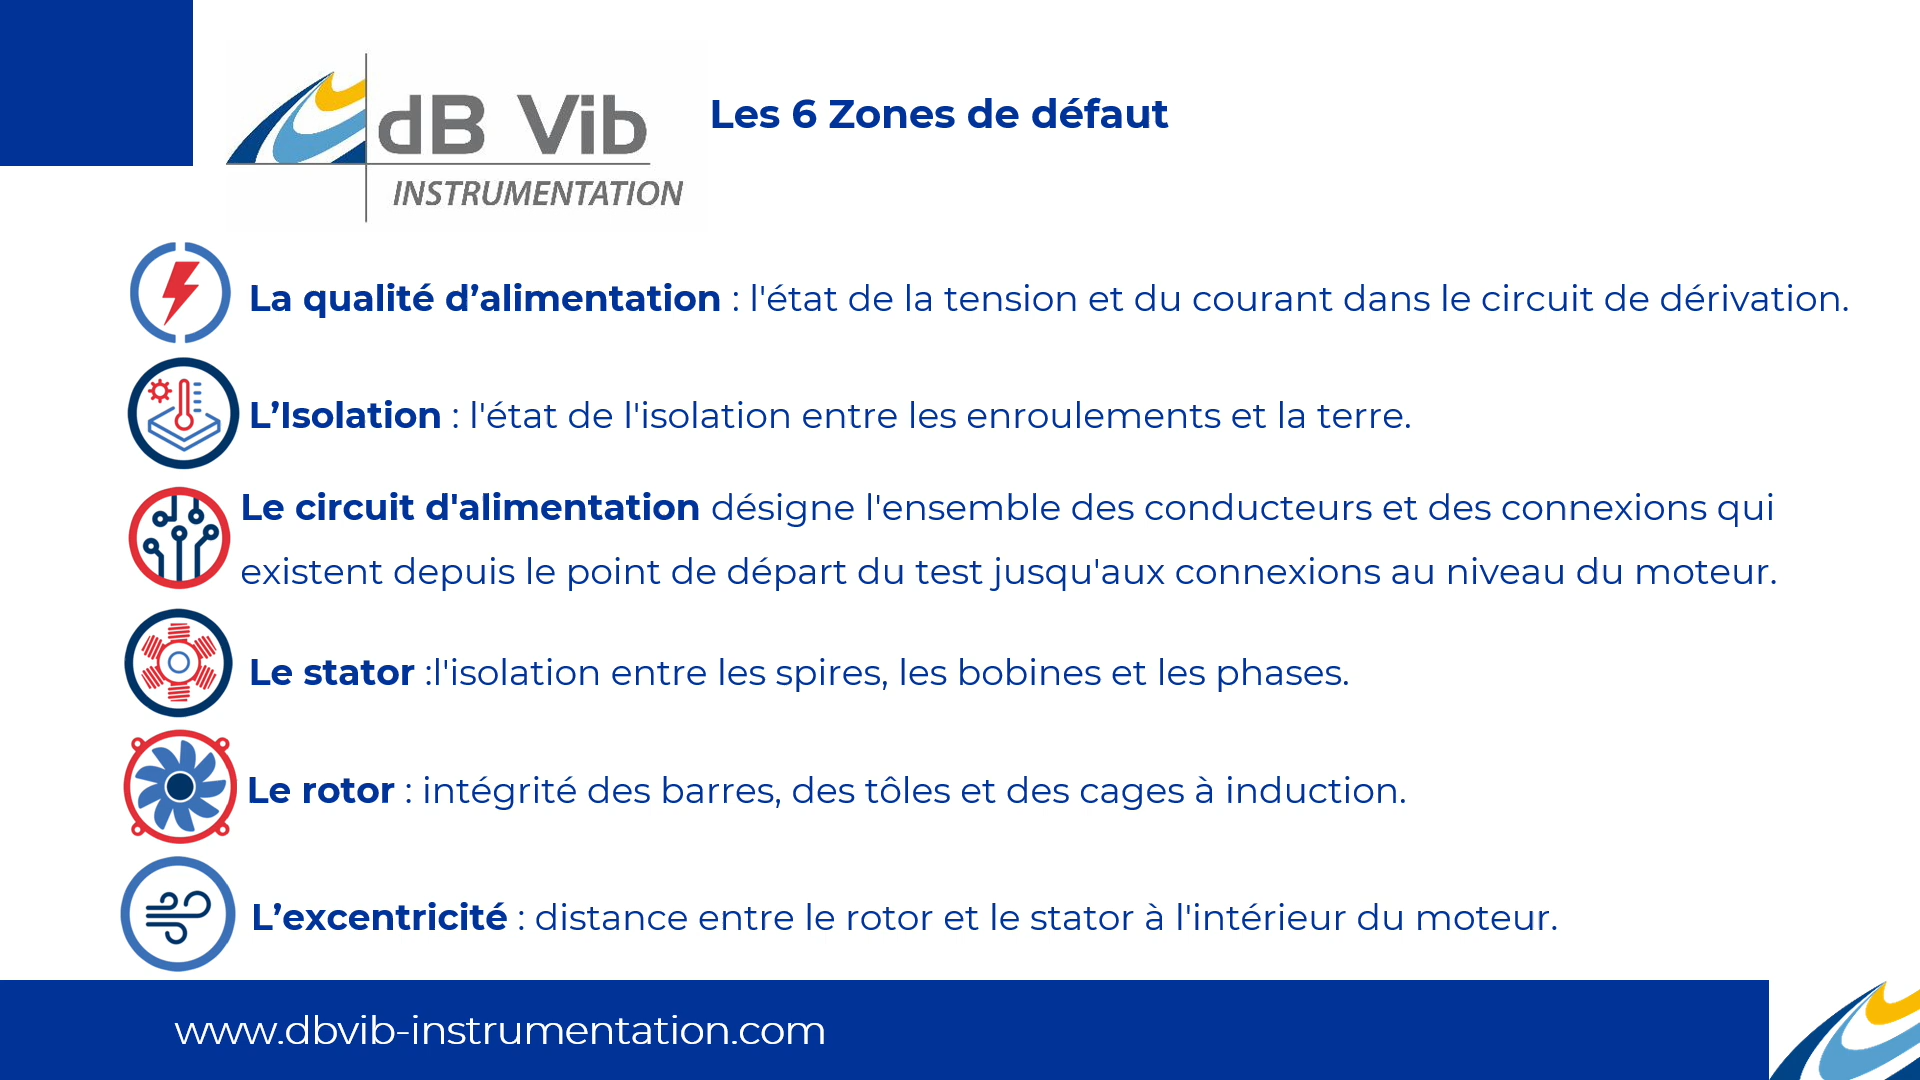 dB Vib
INSTRUMENTATION
Les 6 Zones de défaut
La qualité d’alimentation : l'état de la tension et du courant dans le circuit de dérivation.
L’Isolation : l'état de l'isolation entre les enroulements et la terre.
Le circuit d'alimentation désigne l'ensemble des conducteurs et des connexions qui
existent depuis le point de départ du test jusqu'aux connexions au niveau du moteur.
Le stator :l'isolation entre les spires, les bobines et les phases.
Le rotor : intégrité des barres, des tôles et des cages à induction.
L’excentricité : distance entre le rotor et le stator à l'intérieur du moteur.
www.dbvib-instrumentation.com